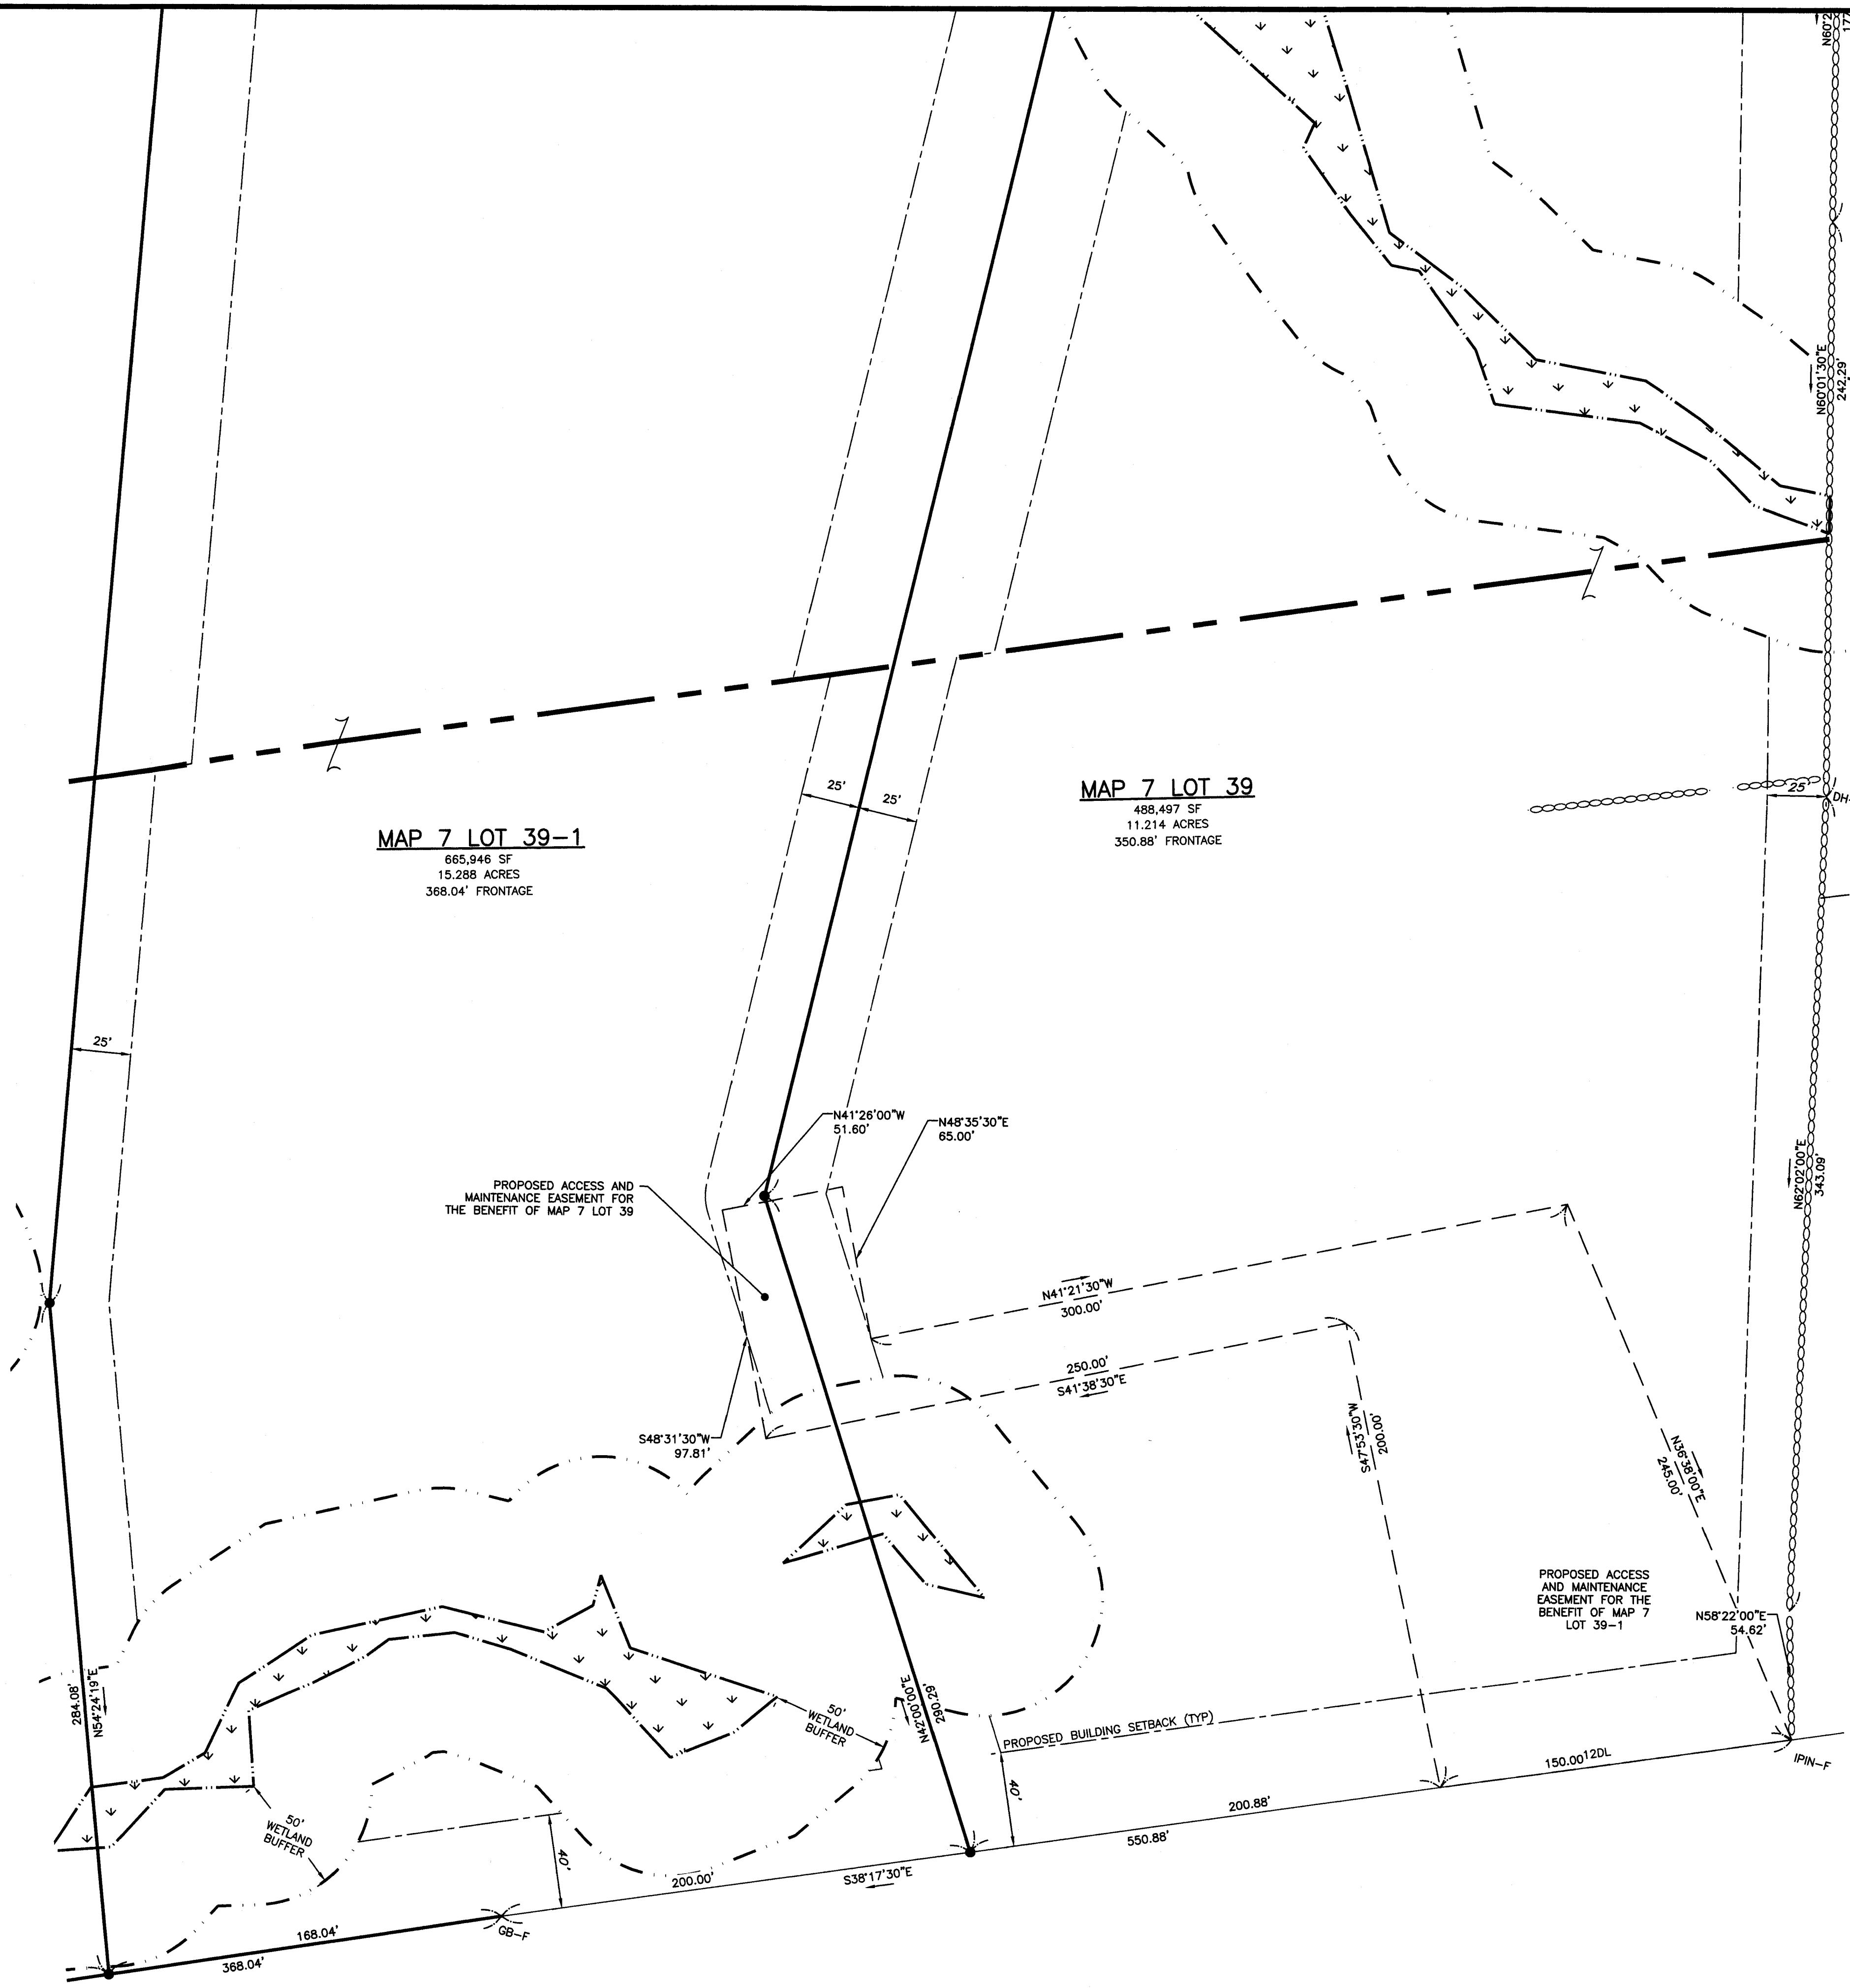 N60°2
177
N60°01'30"E
242.29'
MAP 7 LOT 39-1
665,946 SF
15.288 ACRES
368.04' FRONTAGE
25'
25'
MAP 7 LOT 39
488,497 SF
11.214 ACRES
350.88' FRONTAGE
25'
DH-
25'
N41°26'00"W
51.60'
N48°35'30"E
65.00'
PROPOSED ACCESS AND
MAINTENANCE EASEMENT FOR
THE BENEFIT OF MAP 7 LOT 39
N62°02'00"E
343.09'
N41°21'30"W
300.00'
250.00'
S41°38'30"E
S48°31'30"W
97.81'
S47°53'30"W
200.00'
N36°38'00"E
245.00'
PROPOSED ACCESS
AND MAINTENANCE
EASEMENT FOR THE
BENEFIT OF MAP 7
LOT 39-1
N58°22'00"E
54.62'
284.08'
N54°24'19"E
50'
WETLAND
BUFFER
N42°00'00"E
290.29'
PROPOSED BUILDING SETBACK (TYP)
150.00'
12DL
IPIN-F
40'
200.88'
550.88'
50'
WETLAND
BUFFER
40'
200.00'
S38°17'30"E
GB-F
168.04'
368.04'